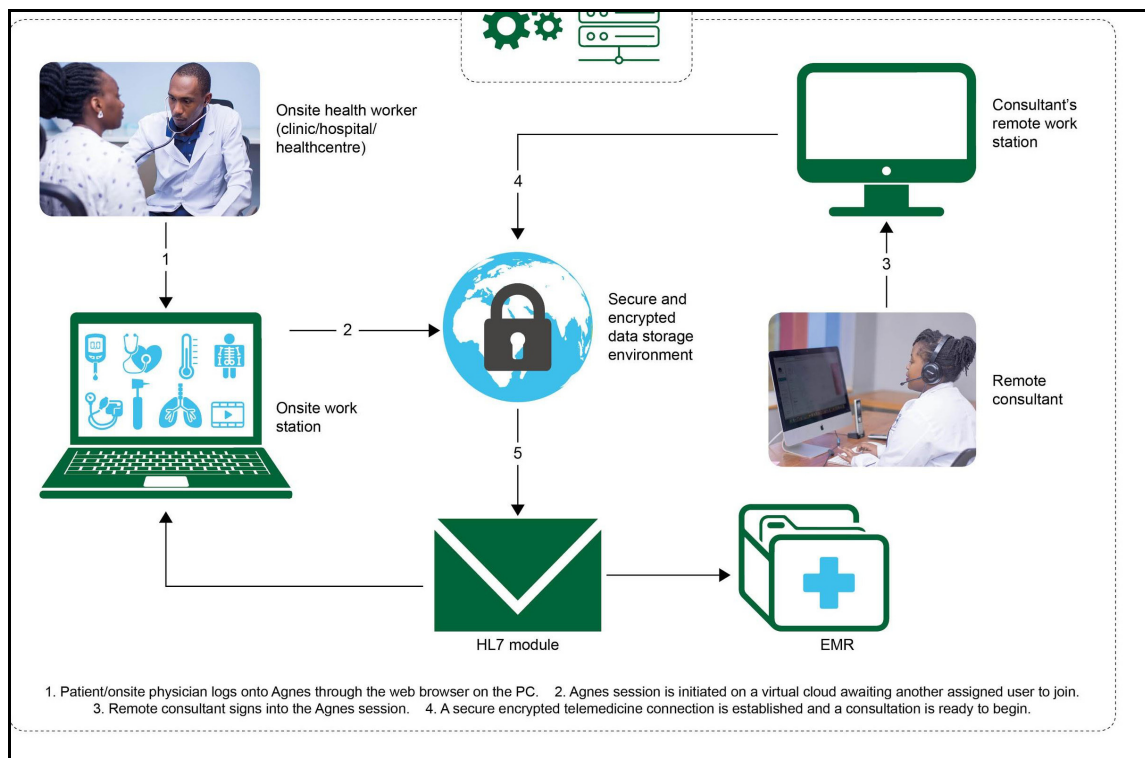 Onsite health worker
(clinic/hospital/
healthcentre)
Consultant's
remote work
station
4
1
3
2
Secure and
encrypted
data storage
environment
0.0
Onsite work
station
Remote
consultant
5
HL7 module
EMR
1. Patient/onsite physician logs onto Agnes through the web browser on the PC. 2. Agnes session is initiated on a virtual cloud awaiting another assigned user to join.
3. Remote consultant signs into the Agnes session. 4. A secure encrypted telemedicine connection is established and a consultation is ready to begin.